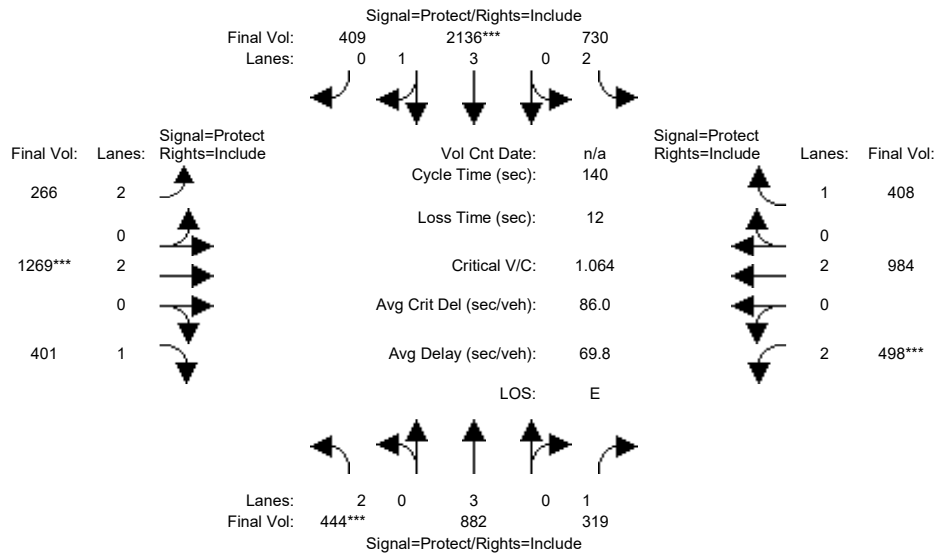 Signal=Protect/Rights=Include
Final Vol: 409 2136*** 730
Lanes: 0 1 3 0 2
Signal=Protect
Final Vol: Lanes: Rights=Include
Vol Cnt Date: n/a
Signal=Protect
Rights=Include Lanes: Final Vol:
Cycle Time (sec): 140
266 2
1 408
Loss Time (sec): 12
0
0
1269*** 2
Critical V/C: 1.064
2 984
0
Avg Crit Del (sec/veh): 86.0
0
401 1
Avg Delay (sec/veh): 69.8
2 498***
LOS: E
Lanes: 2 0 3 0 1
Final Vol: 444*** 882 319
Signal=Protect/Rights=Include